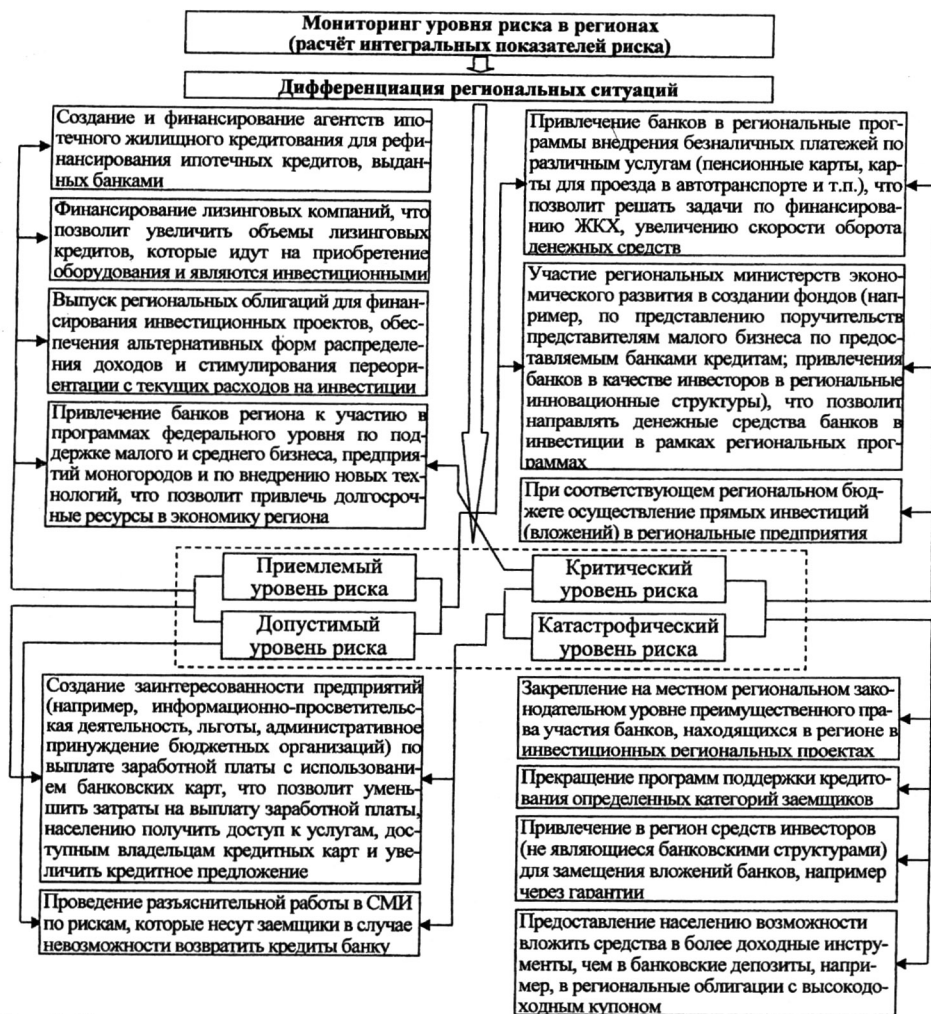 Мониторинг уровня риска в регионах
(расчёт интегральных показателей риска)
Дифференциация региональных ситуаций
Создание и финансирование агентств ипо-
течного жилищного кредитования для рефи-
нансирования ипотечных кредитов, выдан-
ных банками
Финансирование лизинговых компаний, что
позволит увеличить объемы лизинговых
кредитов, которые идут на приобретение
оборудования и являются инвестиционными
Выпуск региональных облигаций для финан-
сирования инвестиционных проектов, обес-
печения альтернативных форм распределе-
ния доходов и стимулирования переори-
ентации с текущих расходов на инвестиции
Привлечение банков региона к участию в
программах федерального уровня по под-
держке малого и среднего бизнеса, предпри-
ятий моногородов и по внедрению новых тех-
нологий, что позволит привлечь долгосроч-
ные ресурсы в экономику региона
Привлечение банков в региональные про-
граммы внедрения безналичных платежей по
различным услугам (пенсионные карты, кар-
ты для проезда в автотранспорте и т.п.), что
позволит решать задачи по финансированию
ЖКХ, увеличению скорости оборота
денежных средств
Участие региональных министерств эконо-
мического развития в создании фондов (нап-
ример, по представлению поручительств
представителям малого бизнеса по предос-
тавляемым банками кредитам; привлечения
банков в качестве инвесторов в региональные
инновационные структуры), что позволит
направлять денежные средства банков в
инвестиции в рамках региональных прог-
раммах
При соответствующем региональном бюд-
жете осуществление прямых инвестиций
(вложений) в региональные предприятия
Приемлемый
уровень риска
Допустимый
уровень риска
Критический
уровень риска
Катастрофический
уровень риска
Создание заинтересованности предприятий
(например, информационно-просветительс-
кая деятельность, льготы, административное
принуждение бюджетных организаций) по
выплате заработной платы с использовани-
ем банковских карт, что позволит умень-
шить затраты на выплату заработной платы,
населению получить доступ к услугам, дос-
тупным владельцам кредитных карт и уве-
личить кредитное предложение
Проведение разъяснительной работы в СМИ
по рискам, которые несут заемщики в случае
невозможности возвратить кредиты банку
Закрепление на местном региональном зако-
нодательном уровне преимущественного пра-
ва участия банков, находящихся в регионе в
инвестиционных региональных проектах
Прекращение программ поддержки кредито-
вания определенных категорий заемщиков
Привлечение в регион средств инвесторов
(не являющиеся банковскими структурами)
для замещения вложений банков, например
через гарантии
Предоставление населению возможности
вложить средства в более доходные инстру-
менты, чем в банковские депозиты, напри-
мер, в региональные облигации с высокодо-
ходным купоном